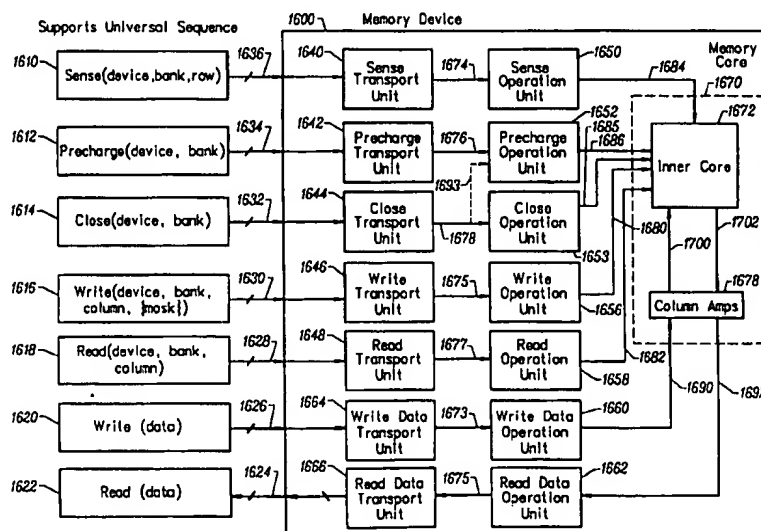 Supports Universal Sequence
1600
Memory Device
1610
Sense(device,bank,row)
1636
1640
Sense
Transport
Unit
1674
1650
Sense
Operation
Unit
1684
Memory
Core
1670
1672
Inner Core
1612
Precharge(device, bank)
1634
1642
Precharge
Transport
Unit
1676
1652
Precharge
Operation
Unit
1685
1686
1693
1614
Close(device, bank)
1632
1644
Close
Transport
Unit
1678
Close
Operation
Unit
1653
1680
1700
1702
1616
Write(device, bank,
column, {mask})
1630
1646
Write
Transport
Unit
1675
Write
Operation
Unit
1656
1678
Column Amps
1618
Read(device, bank,
column)
1628
1648
Read
Transport
Unit
1677
Read
Operation
Unit
1658
1682
1690
1692
1620
Write (data)
1626
1664
Write Data
Transport
Unit
1673
Write Data
Operation
Unit
1660
1622
Read (data)
1624
1666
Read Data
Transport
Unit
1675
Read Data
Operation
Unit
1662